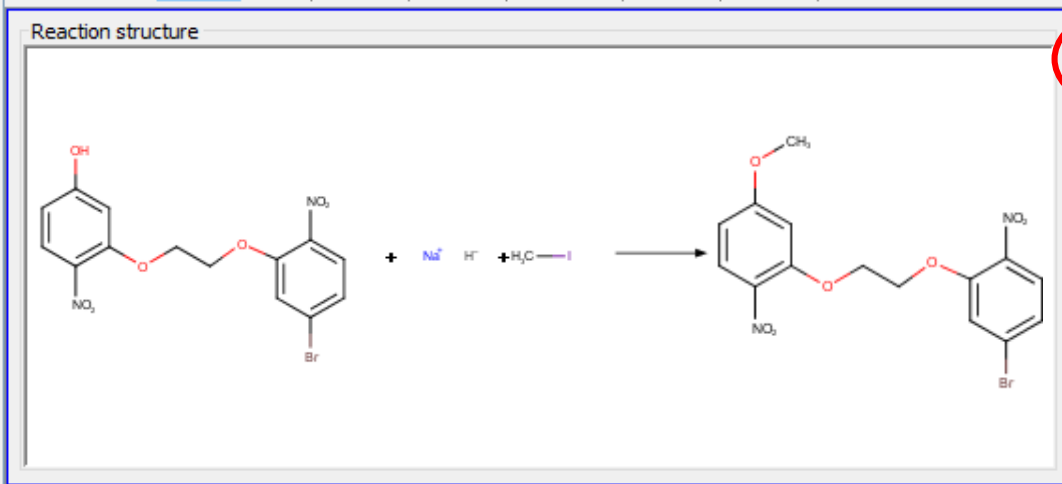 Reaction structure
OH
NO₂
O
O
NO₂
Br
+ Na⁺ H⁻ + H₃C I
O CH₃
O
O
NO₂
NO₂
Br